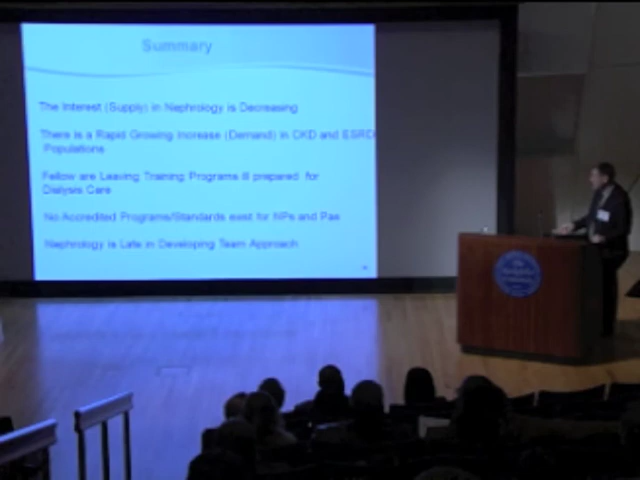 Summary
The Interest (Supply) in Nephrology is Decreasing
There is a Rapid Growing Increase (Demand) in CKD and ESRD
Populations
Fellow are Leaving Training Programs ill prepared for
Dialysis Care
No Accredited Programs/Standards exist for NPs and Pas
Nephrology is Late in Developing Team Approach